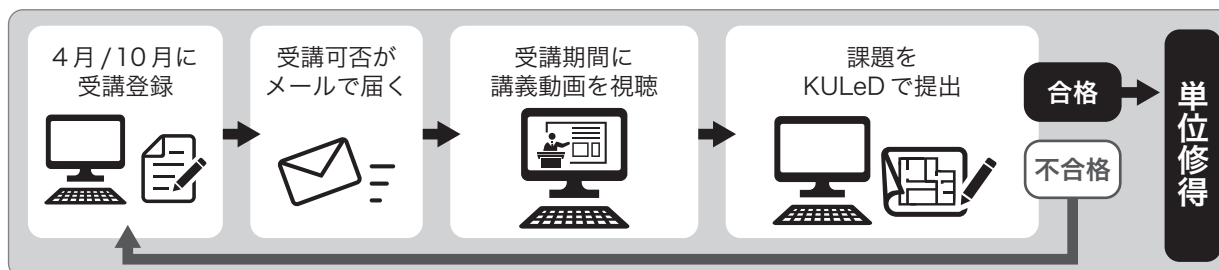 4月/10月に
受講登録
受講可否が
メールで届く
受講期間に
講義動画を視聴
課題を
KULeDで提出
合格
不合格
単位修得